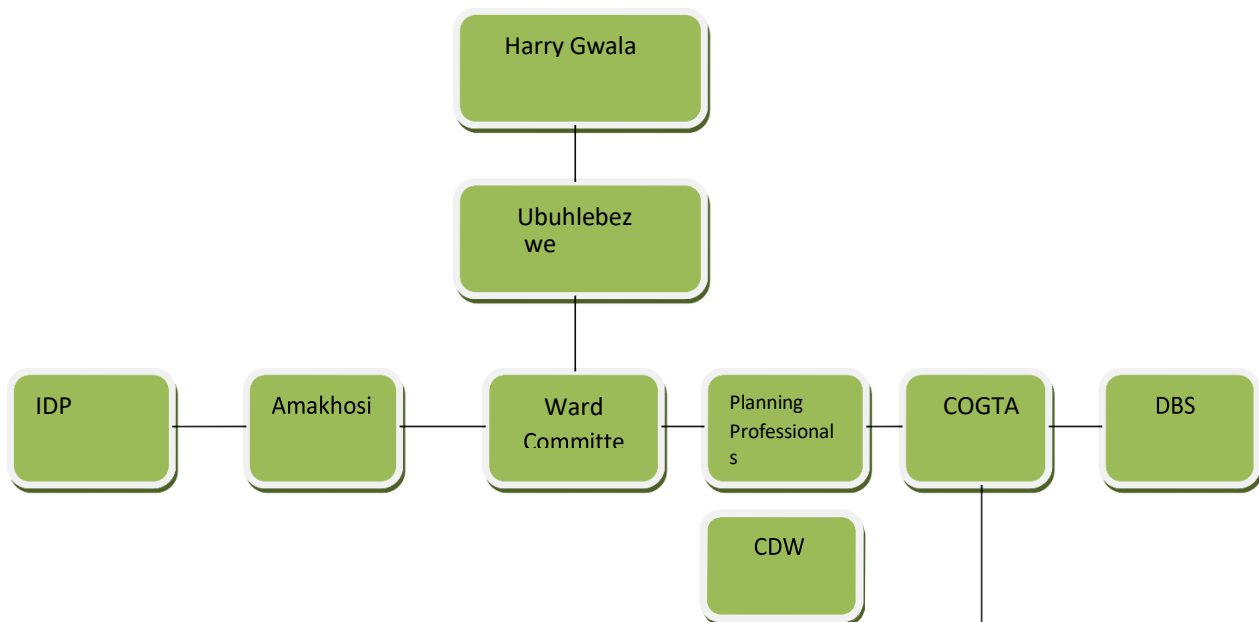 Harry Gwala
Ubuhlebez
we
IDP
Amakhosi
Ward
Committe
Planning
Professional
s
COGTA
DBS
CDW